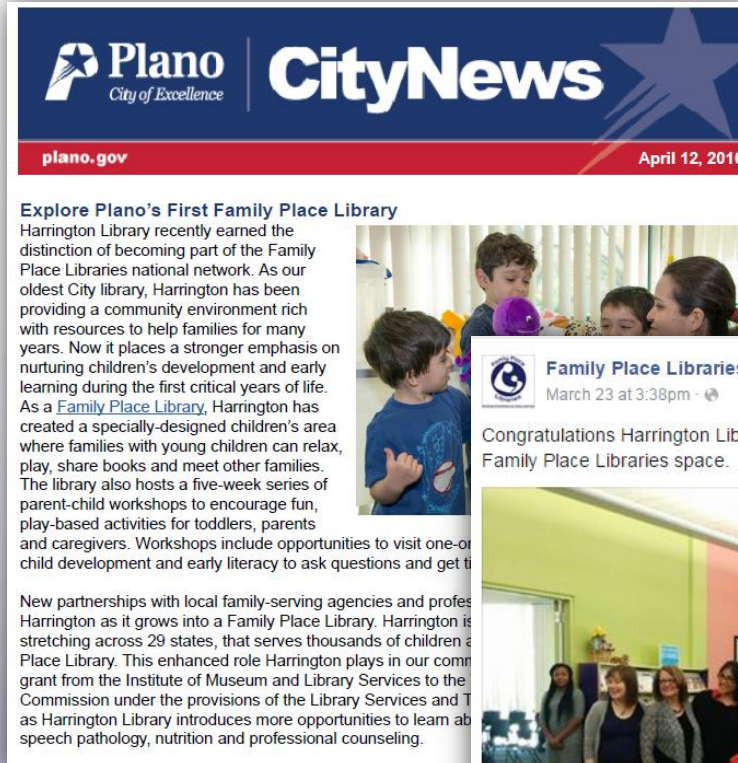 Plano
City of Excellence
CityNews
plano.gov
April 12, 2016
Explore Plano's First Family Place Library
Harrington Library recently earned the
distinction of becoming part of the Family
Place Libraries national network. As our
oldest City library, Harrington has been
providing a community environment rich
with resources to help families for many
years. Now it places a stronger emphasis on
nurturing children's development and early
learning during the first critical years of life.
As a Family Place Library, Harrington has
created a specially-designed children's area
where families with young children can relax,
play, share books and meet other families.
The library also hosts a five-week series of
parent-child workshops to encourage fun,
play-based activities for toddlers, parents
and caregivers. Workshops include opportunities to visit
child development and early literacy to ask questions and get
New partnerships with local family-serving agencies and
Harrington as it grows into a Family Place Library. Harrington is
stretching across 29 states, that serves thousands of children
Place Library. This enhanced role Harrington plays in our
grant from the Institute of Museum and Library Services to the
Commission under the provisions of the Library Services and
as Harrington Library introduces more opportunities to learn
speech pathology, nutrition and professional counseling.
Family Place Libraries
March 23 at 3:38pm ·
Congratulations Harrington
Family Place Libraries space.